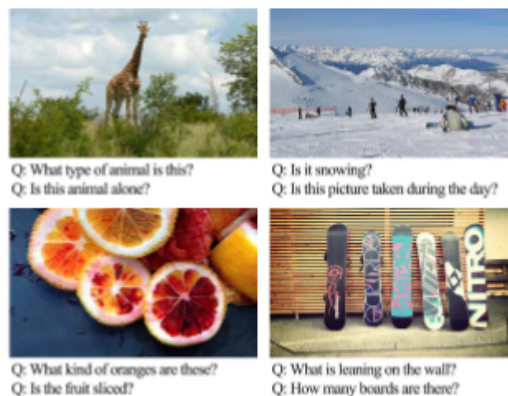 Q: What type of animal is this?
Q: Is this animal alone?
Q: Is it snowing?
Q: Is this picture taken during the day?
NITRO
Q: What kind of oranges are these?
Q: Is the fruit sliced?
Q: What is leaning on the wall?
Q: How many boards are there?